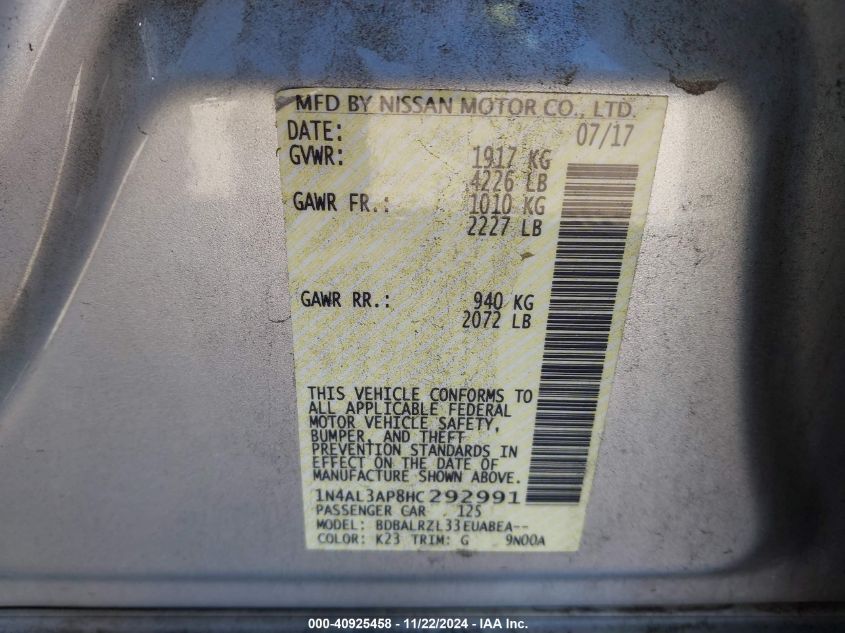 MFD BY NISSAN MOTOR CO., LTD.
DATE: 07/17
GVWR: 1917 KG
4226 LB
GAWR FR.: 1010 KG
2227 LB
GAWR RR.: 940 KG
2072 LB
THIS VEHICLE CONFORMS TO
ALL APPLICABLE FEDERAL
MOTOR VEHICLE SAFETY,
BUMPER, AND THEFT
PREVENTION STANDARDS IN
EFFECT ON THE DATE OF
MANUFACTURE SHOWN ABOVE.
1N4AL3AP8HC292991
PASSENGER CAR 125
MODEL: BDBALRZL33EUABEA--
COLOR: K23 TRIM: G 9N00A
000-40925458 - 11/22/2024 - IAA Inc.